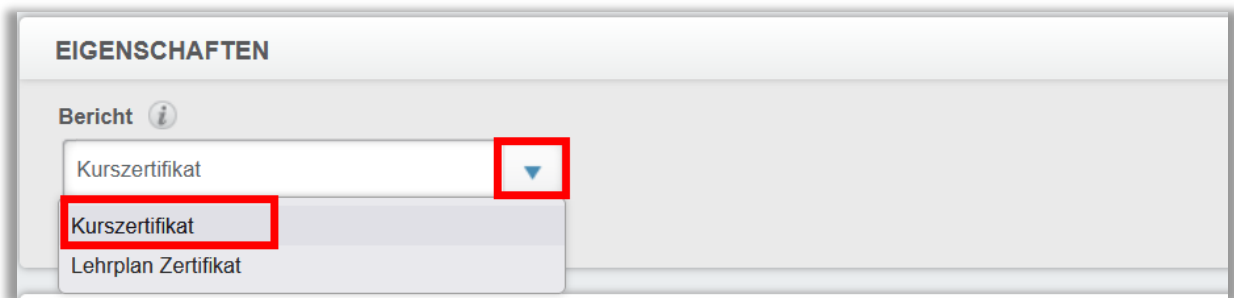 EIGENSCHAFTEN
Bericht i
Kurszertifikat
Kurszertifikat
Lehrplan Zertifikat